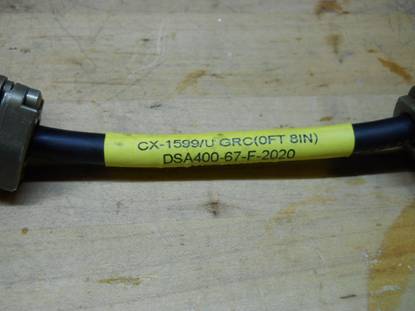 CX-1599/U GRC(0FT 8IN)
DSA400-67-F-2020